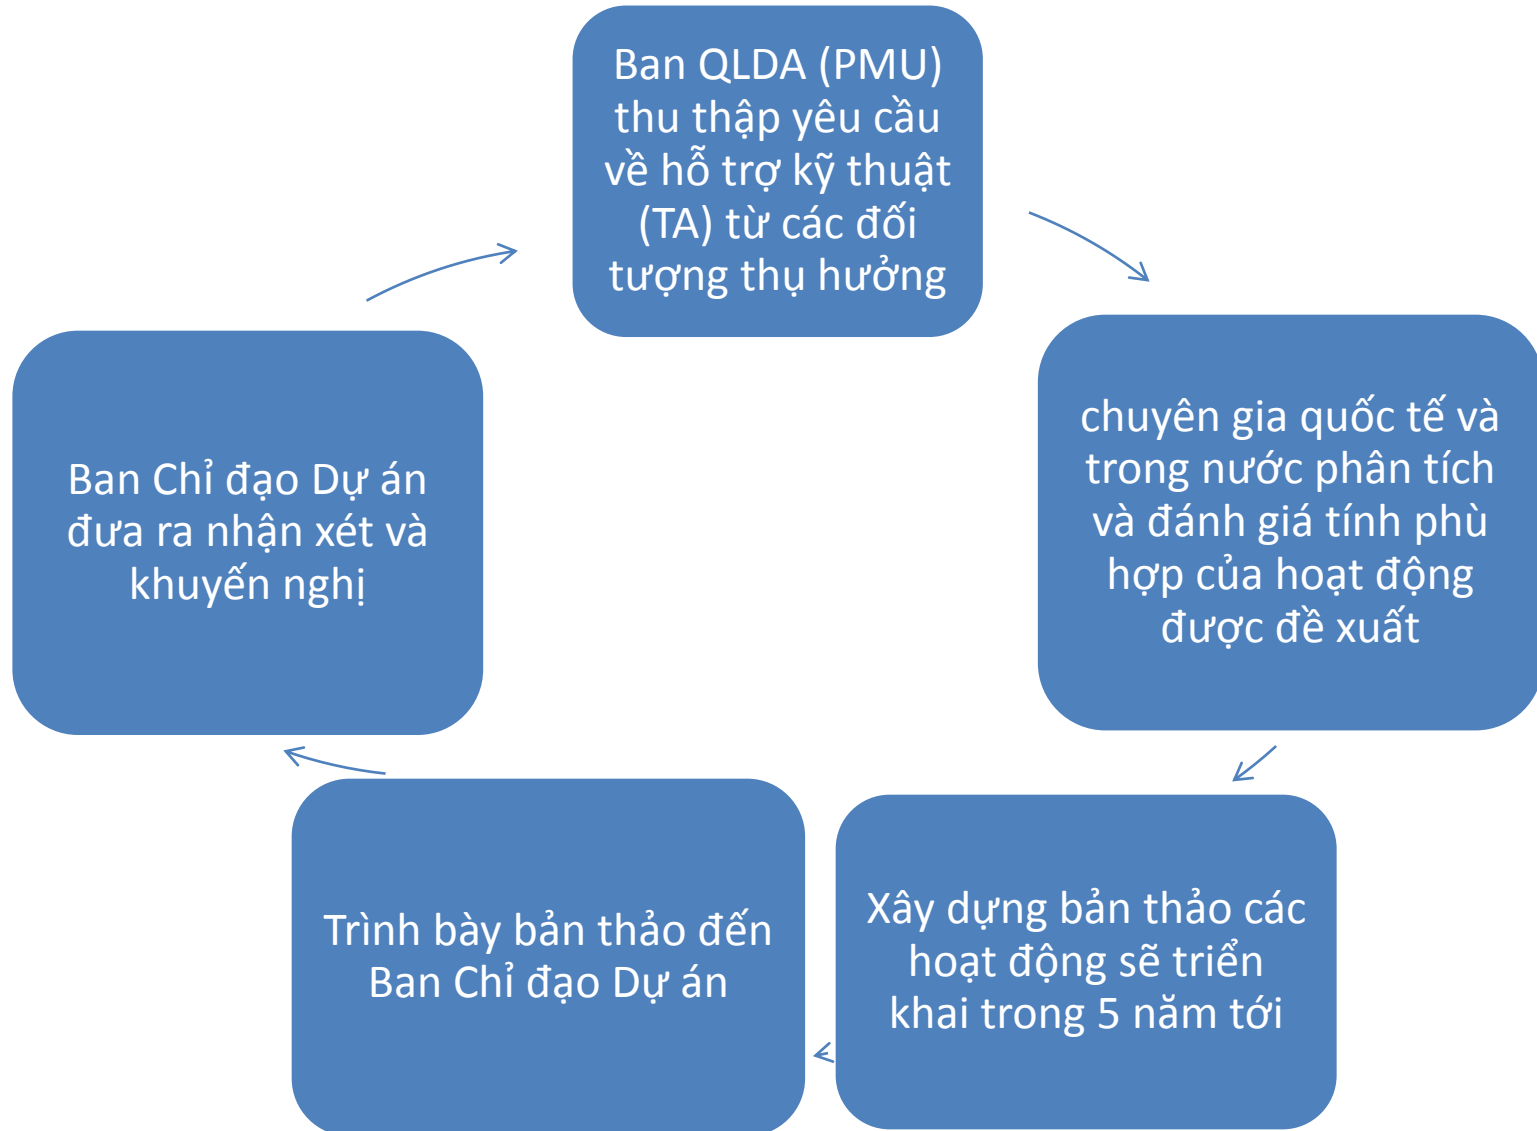 Ban QLDA (PMU)
thu thập yêu cầu
về hỗ trợ kỹ thuật
(TA) từ các đối
tượng thụ hưởng
chuyên gia quốc tế và
trong nước phân tích
và đánh giá tính phù
hợp của hoạt động
được đề xuất
Xây dựng bản thảo các
hoạt động sẽ triển
khai trong 5 năm tới
Trình bày bản thảo đến
Ban Chỉ đạo Dự án
Ban Chỉ đạo Dự án
đưa ra nhận xét và
khuyến nghị